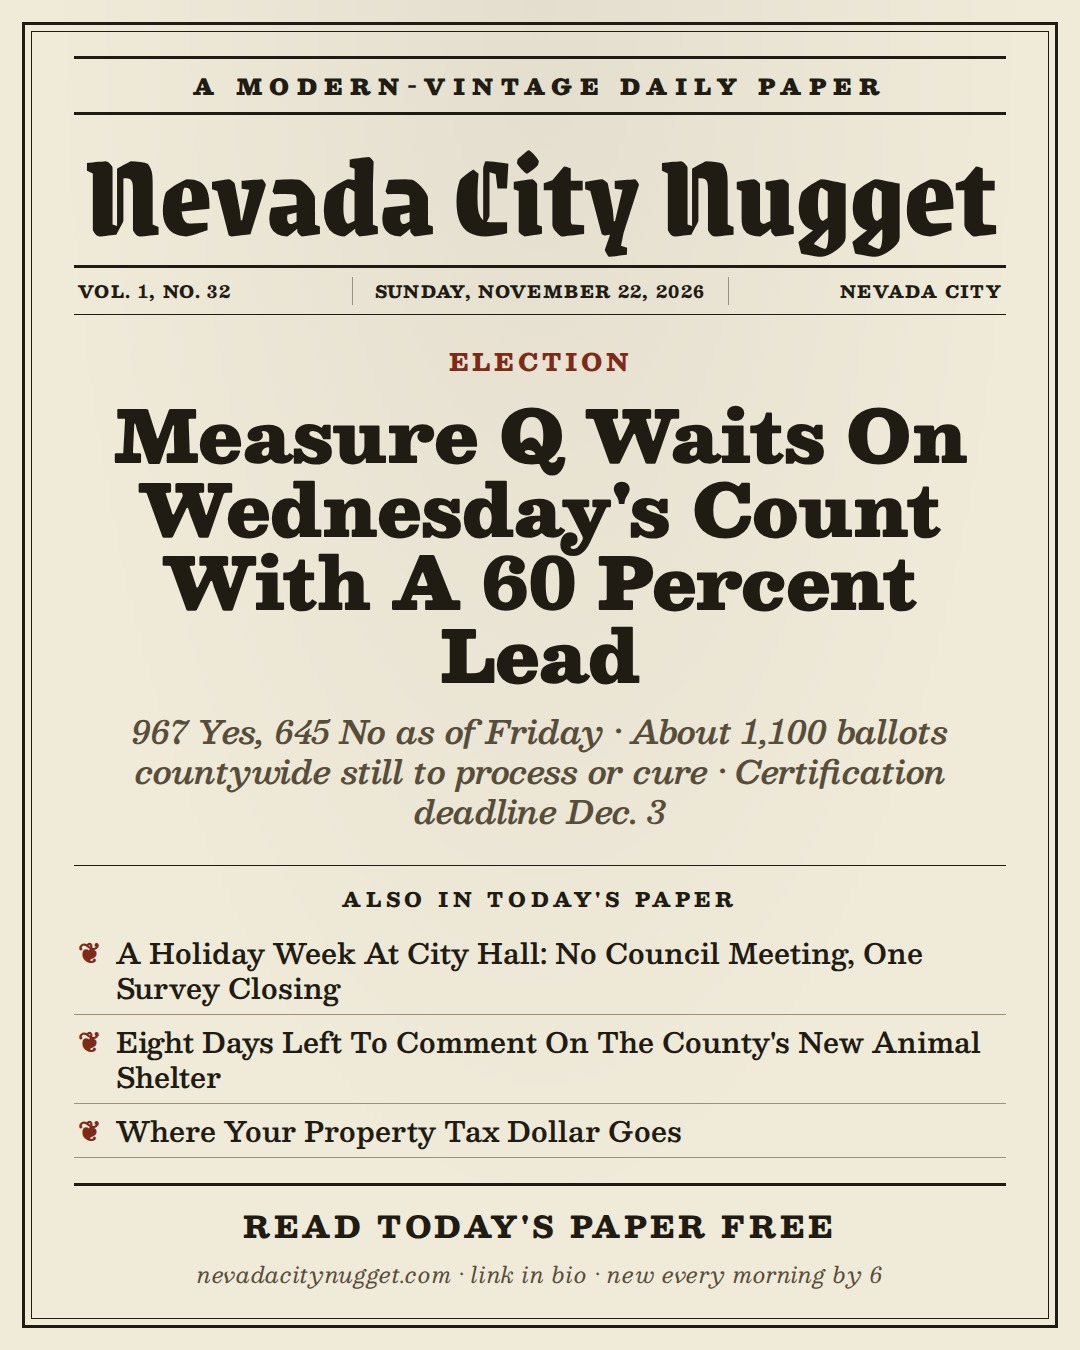 A MODERN-VINTAGE DAILY PAPER
Nevada City Nugget
VOL. 1, NO. 32
SUNDAY, NOVEMBER 22, 2026
NEVADA CITY
ELECTION
Measure Q Waits On
Wednesday's Count
With A 60 Percent
Lead
967 Yes, 645 No as of Friday · About 1,100 ballots
countywide still to process or cure · Certification
deadline Dec. 3
ALSO IN TODAY'S PAPER
❦ A Holiday Week At City Hall: No Council Meeting, One
Survey Closing
❦ Eight Days Left To Comment On The County's New Animal
Shelter
❦ Where Your Property Tax Dollar Goes
READ TODAY'S PAPER FREE
nevadacitynugget.com · link in bio · new every morning by 6